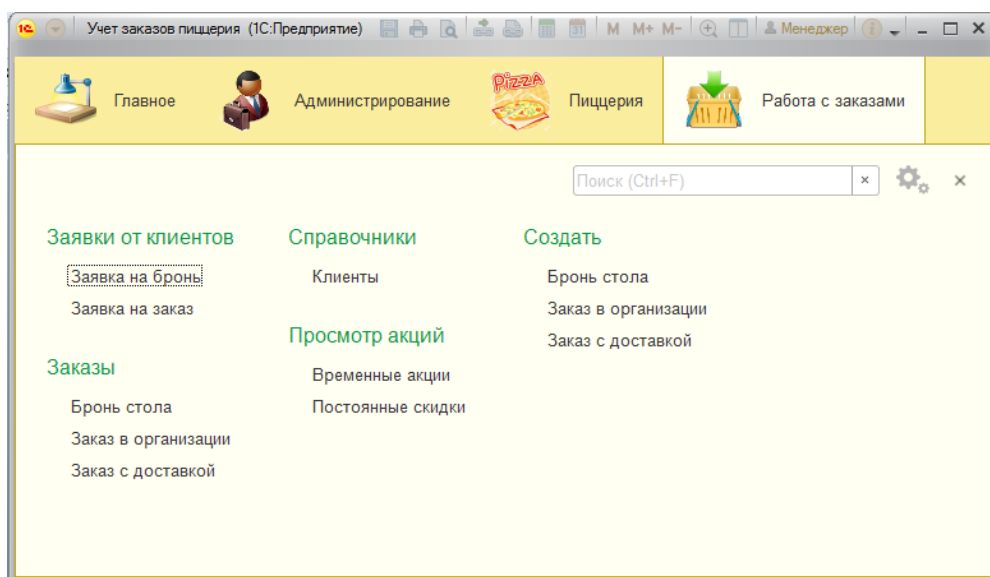 1С Учет заказов пиццерия (1С:Предприятие) 31 M M+ M- Менеджер i
Главное Администрирование PizzA Пиццерия Работа с заказами
Поиск (Ctrl+F) × ×
Заявки от клиентов
Заявка на бронь
Заявка на заказ
Заказы
Бронь стола
Заказ в организации
Заказ с доставкой
Справочники
Клиенты
Просмотр акций
Временные акции
Постоянные скидки
Создать
Бронь стола
Заказ в организации
Заказ с доставкой